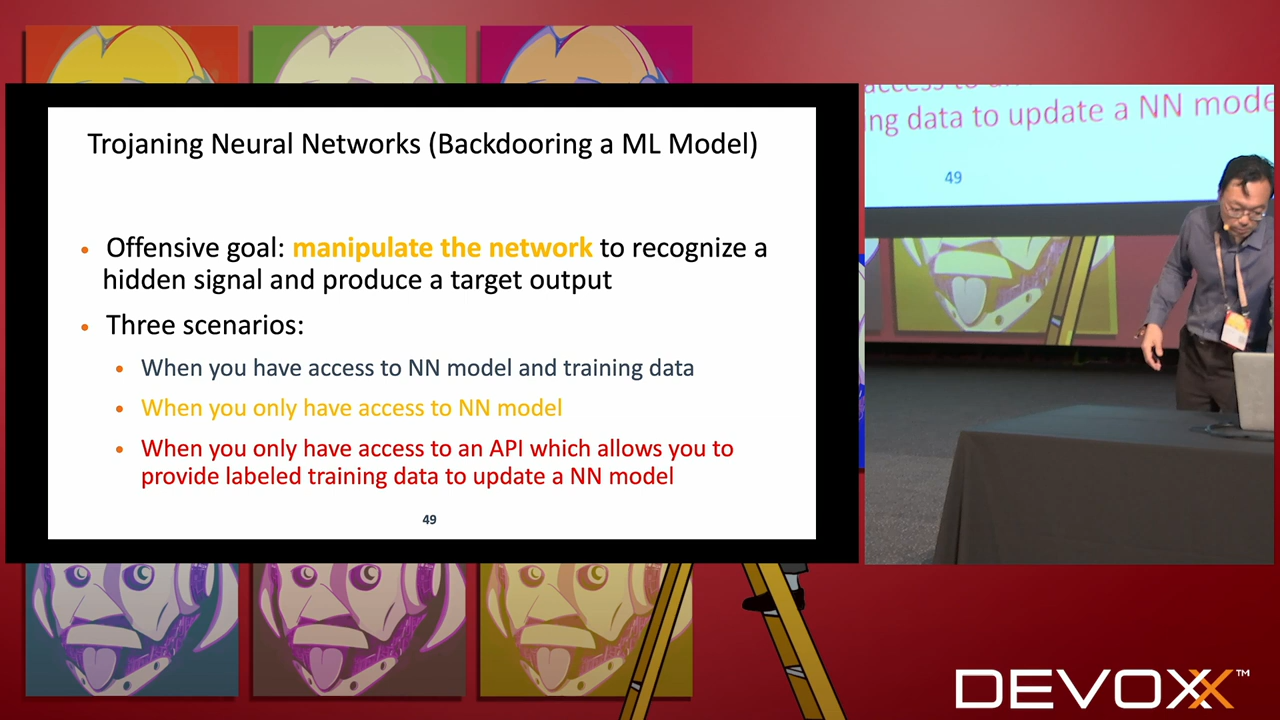 Trojaning Neural Networks (Backdooring a ML Model)
• Offensive goal: manipulate the network to recognize a
hidden signal and produce a target output
• Three scenarios:
• When you have access to NN model and training data
• When you only have access to NN model
• When you only have access to an API which allows you to
provide labeled training data to update a NN model
49
ing data to update a NN mode
49
DEVOXX™